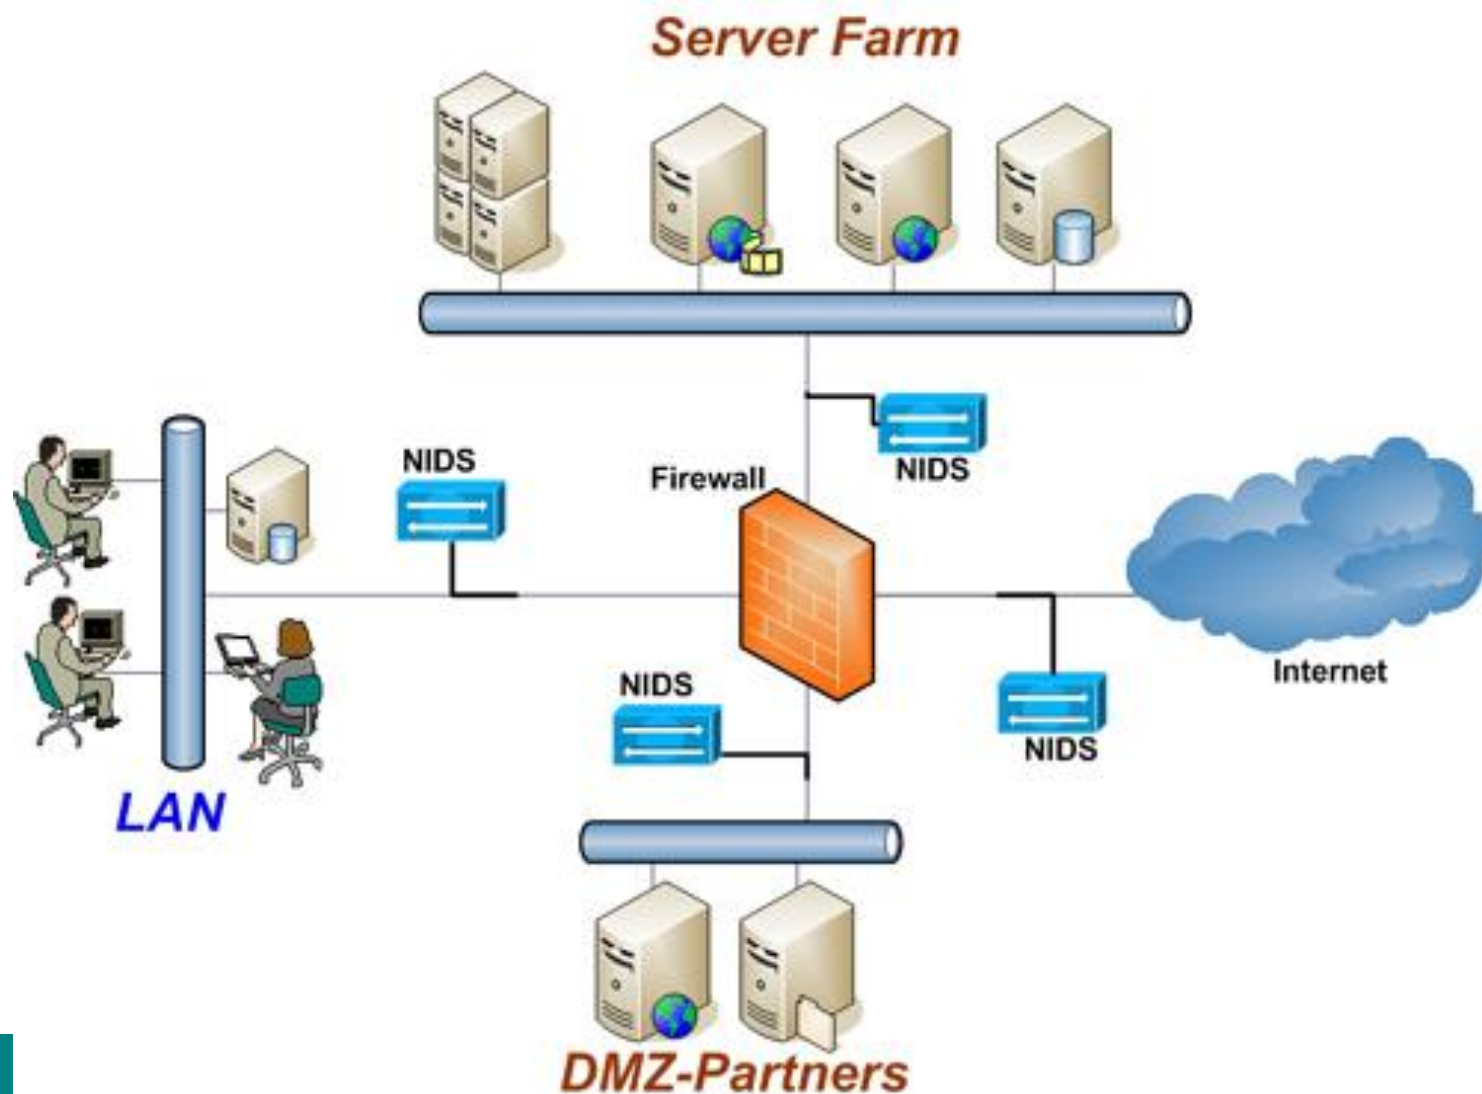 Server Farm
NIDS
Firewall
NIDS
Internet
NIDS
NIDS
LAN
DMZ-Partners